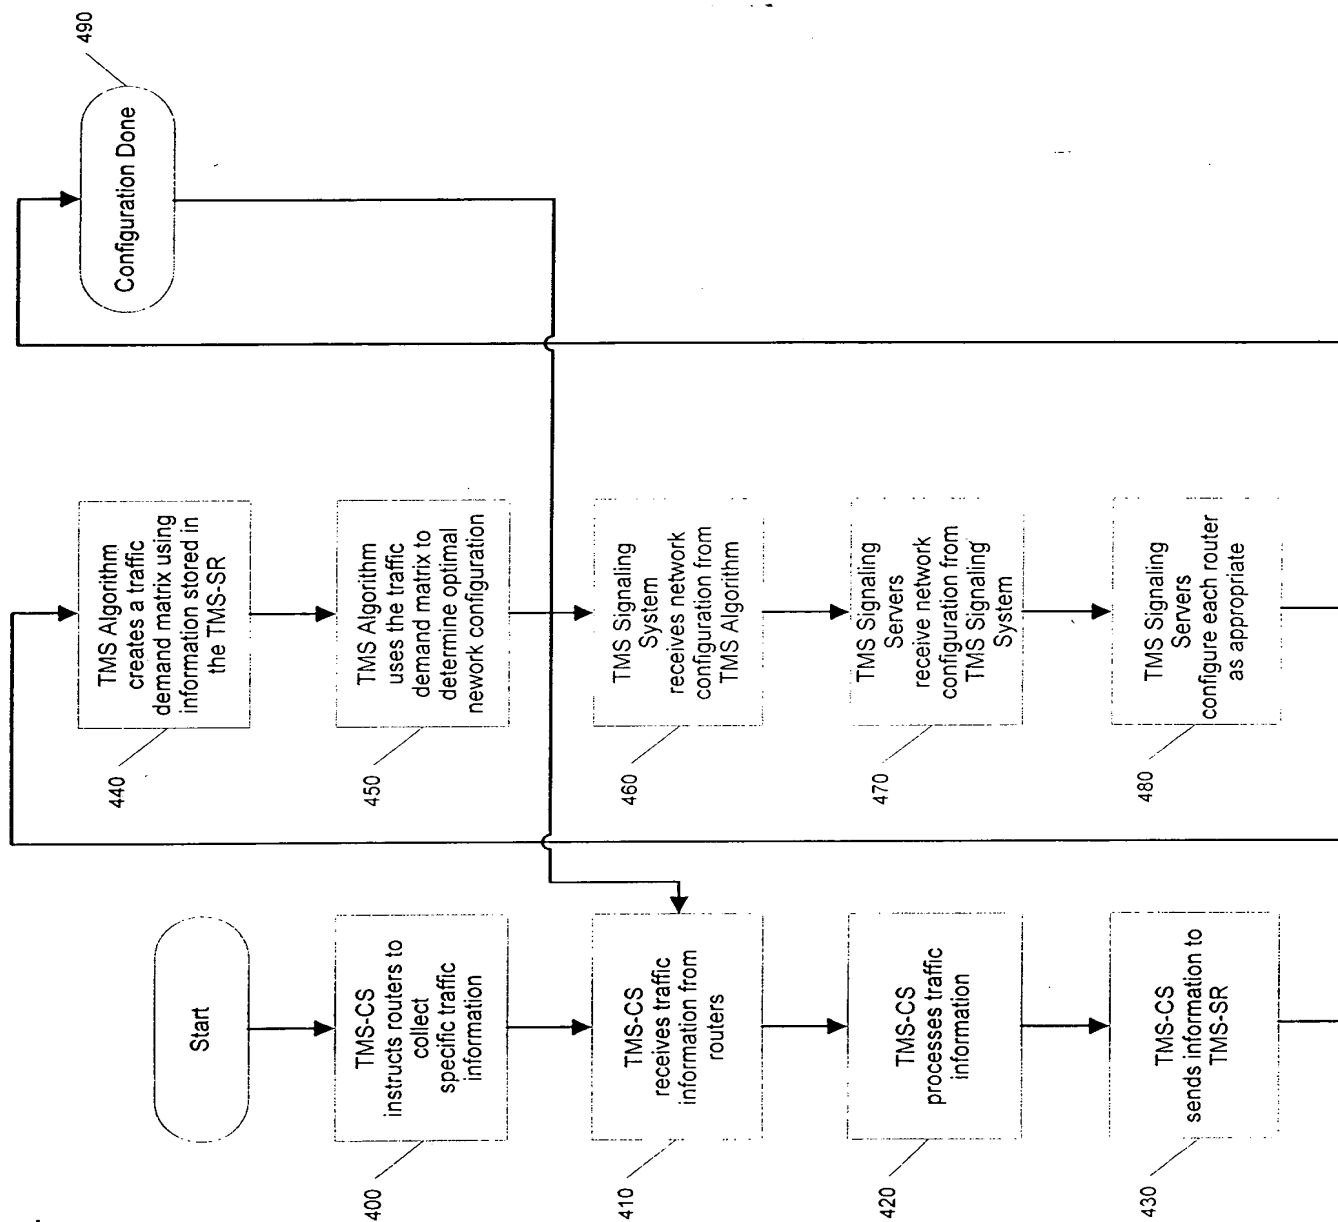 Start
TMS-CS
instructs routers to
collect
specific traffic
information
400
TMS-CS
receives traffic
information from
routers
410
TMS-CS
processes traffic
information
420
TMS-CS
sends information to
TMS-SR
430
TMS Algorithm
creates a traffic
demand matrix using
information stored in
the TMS-SR
440
TMS Algorithm
uses the traffic
demand matrix to
determine optimal
nework configuration
450
TMS Signaling
System
receives network
configuration from
TMS Algorithm
460
TMS Signaling
Servers
receive network
configuration from
TMS Signaling
System
470
TMS Signaling
Servers
configure each router
as appropriate
480
Configuration Done
490